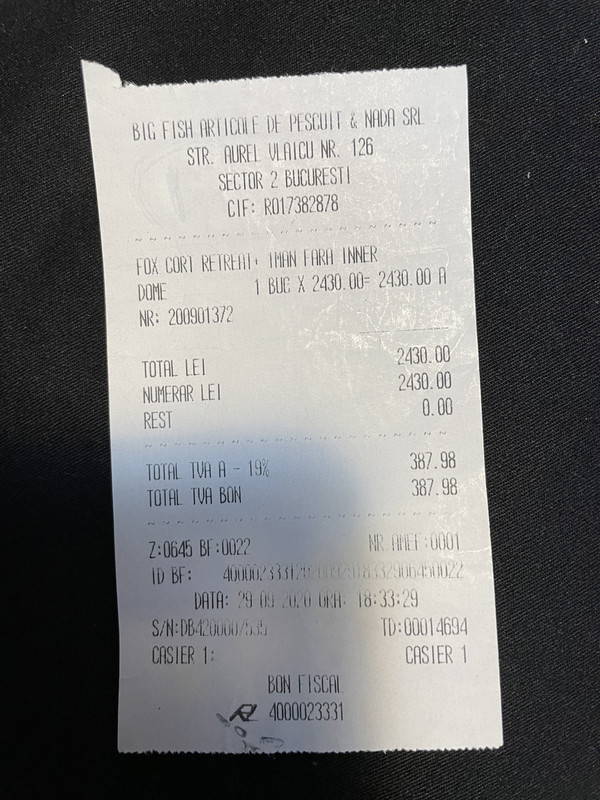 BIG FISH ARTICOLE DE PESCUIT & NADA SRL
STR. AUREL VLAICU NR. 126
SECTOR 2 BUCURESTI
CIF: RO17382878
FOX CORT RETREAT+ 1MAN FARA INNER
DOME 1 BUC X 2430.00= 2430.00 A
NR: 200901372
TOTAL LEI 2430.00
NUMERAR LEI 2430.00
REST 0.00
TOTAL TVA A - 19% 387.98
TOTAL TVA BON 387.98
Z:0645 BF:0022 NR AMEF:0001
ID BF:
DATA: 29-09-2020 ORA: 18:33:29
S/N:DB4200007535 TD:00014694
CASIER 1: CASIER 1
BON FISCAL
4000023331